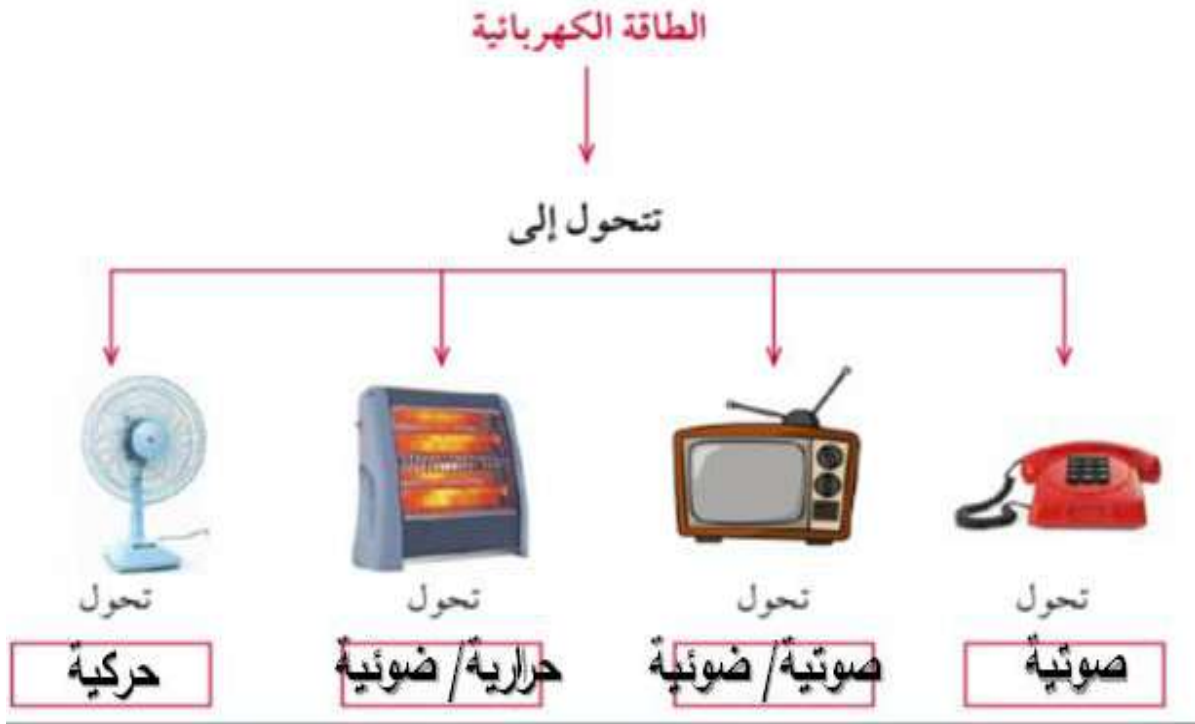 الطاقة الكهربائية
تتحول إلى
تحول تحول تحول تحول
صوتية صوتية/ ضوئية حرارية/ ضوئية حركية